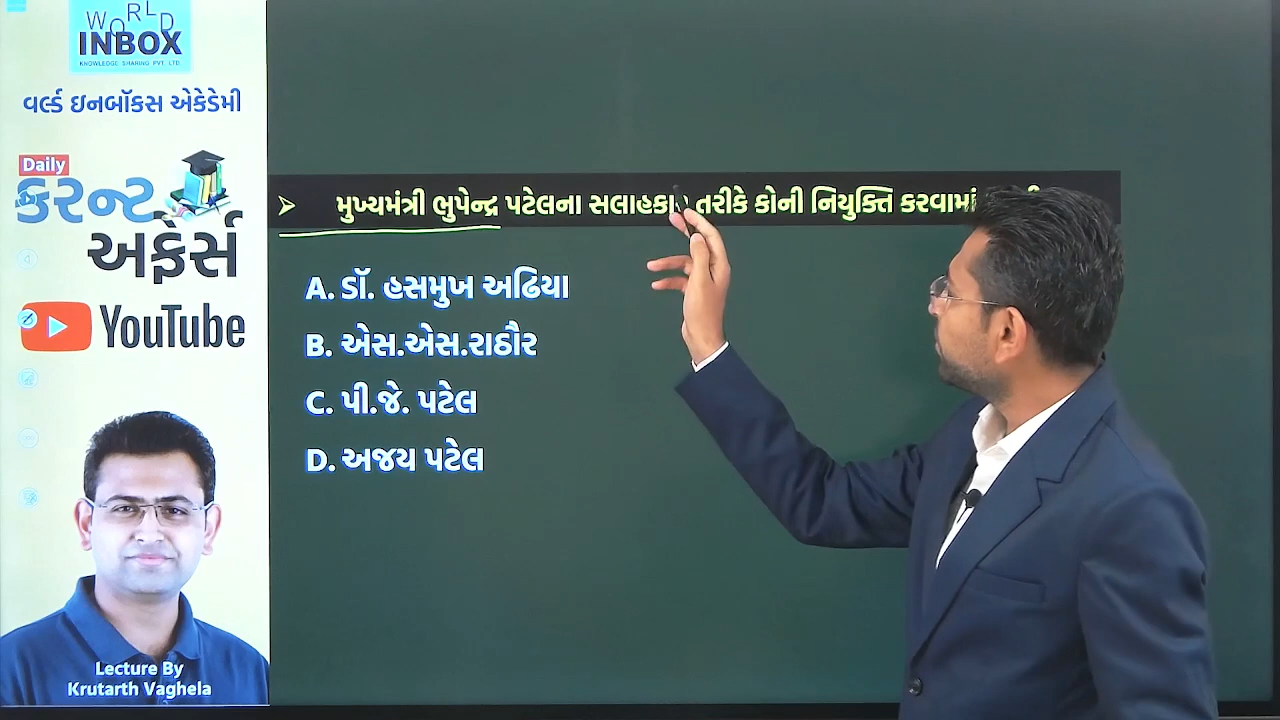 WORLD
INBOX
KNOWLEDGE SHARING PVT. LTD.
વર્લ્ડ ઇનબૉક્સ એકેડેમી
Daily
કરન્ટ
અફેર્સ
YouTube
Lecture By
Krutarth Vaghela
➢ મુખ્યમંત્રી ભુપેન્દ્ર પટેલના સલાહકાર તરીકે કોની નિયુક્તિ કરવામાં
A. ડૉ. હસમુખ અઢિયા
B. એસ.એસ.રાઠૌર
C. પી.જે. પટેલ
D. અજય પટેલ